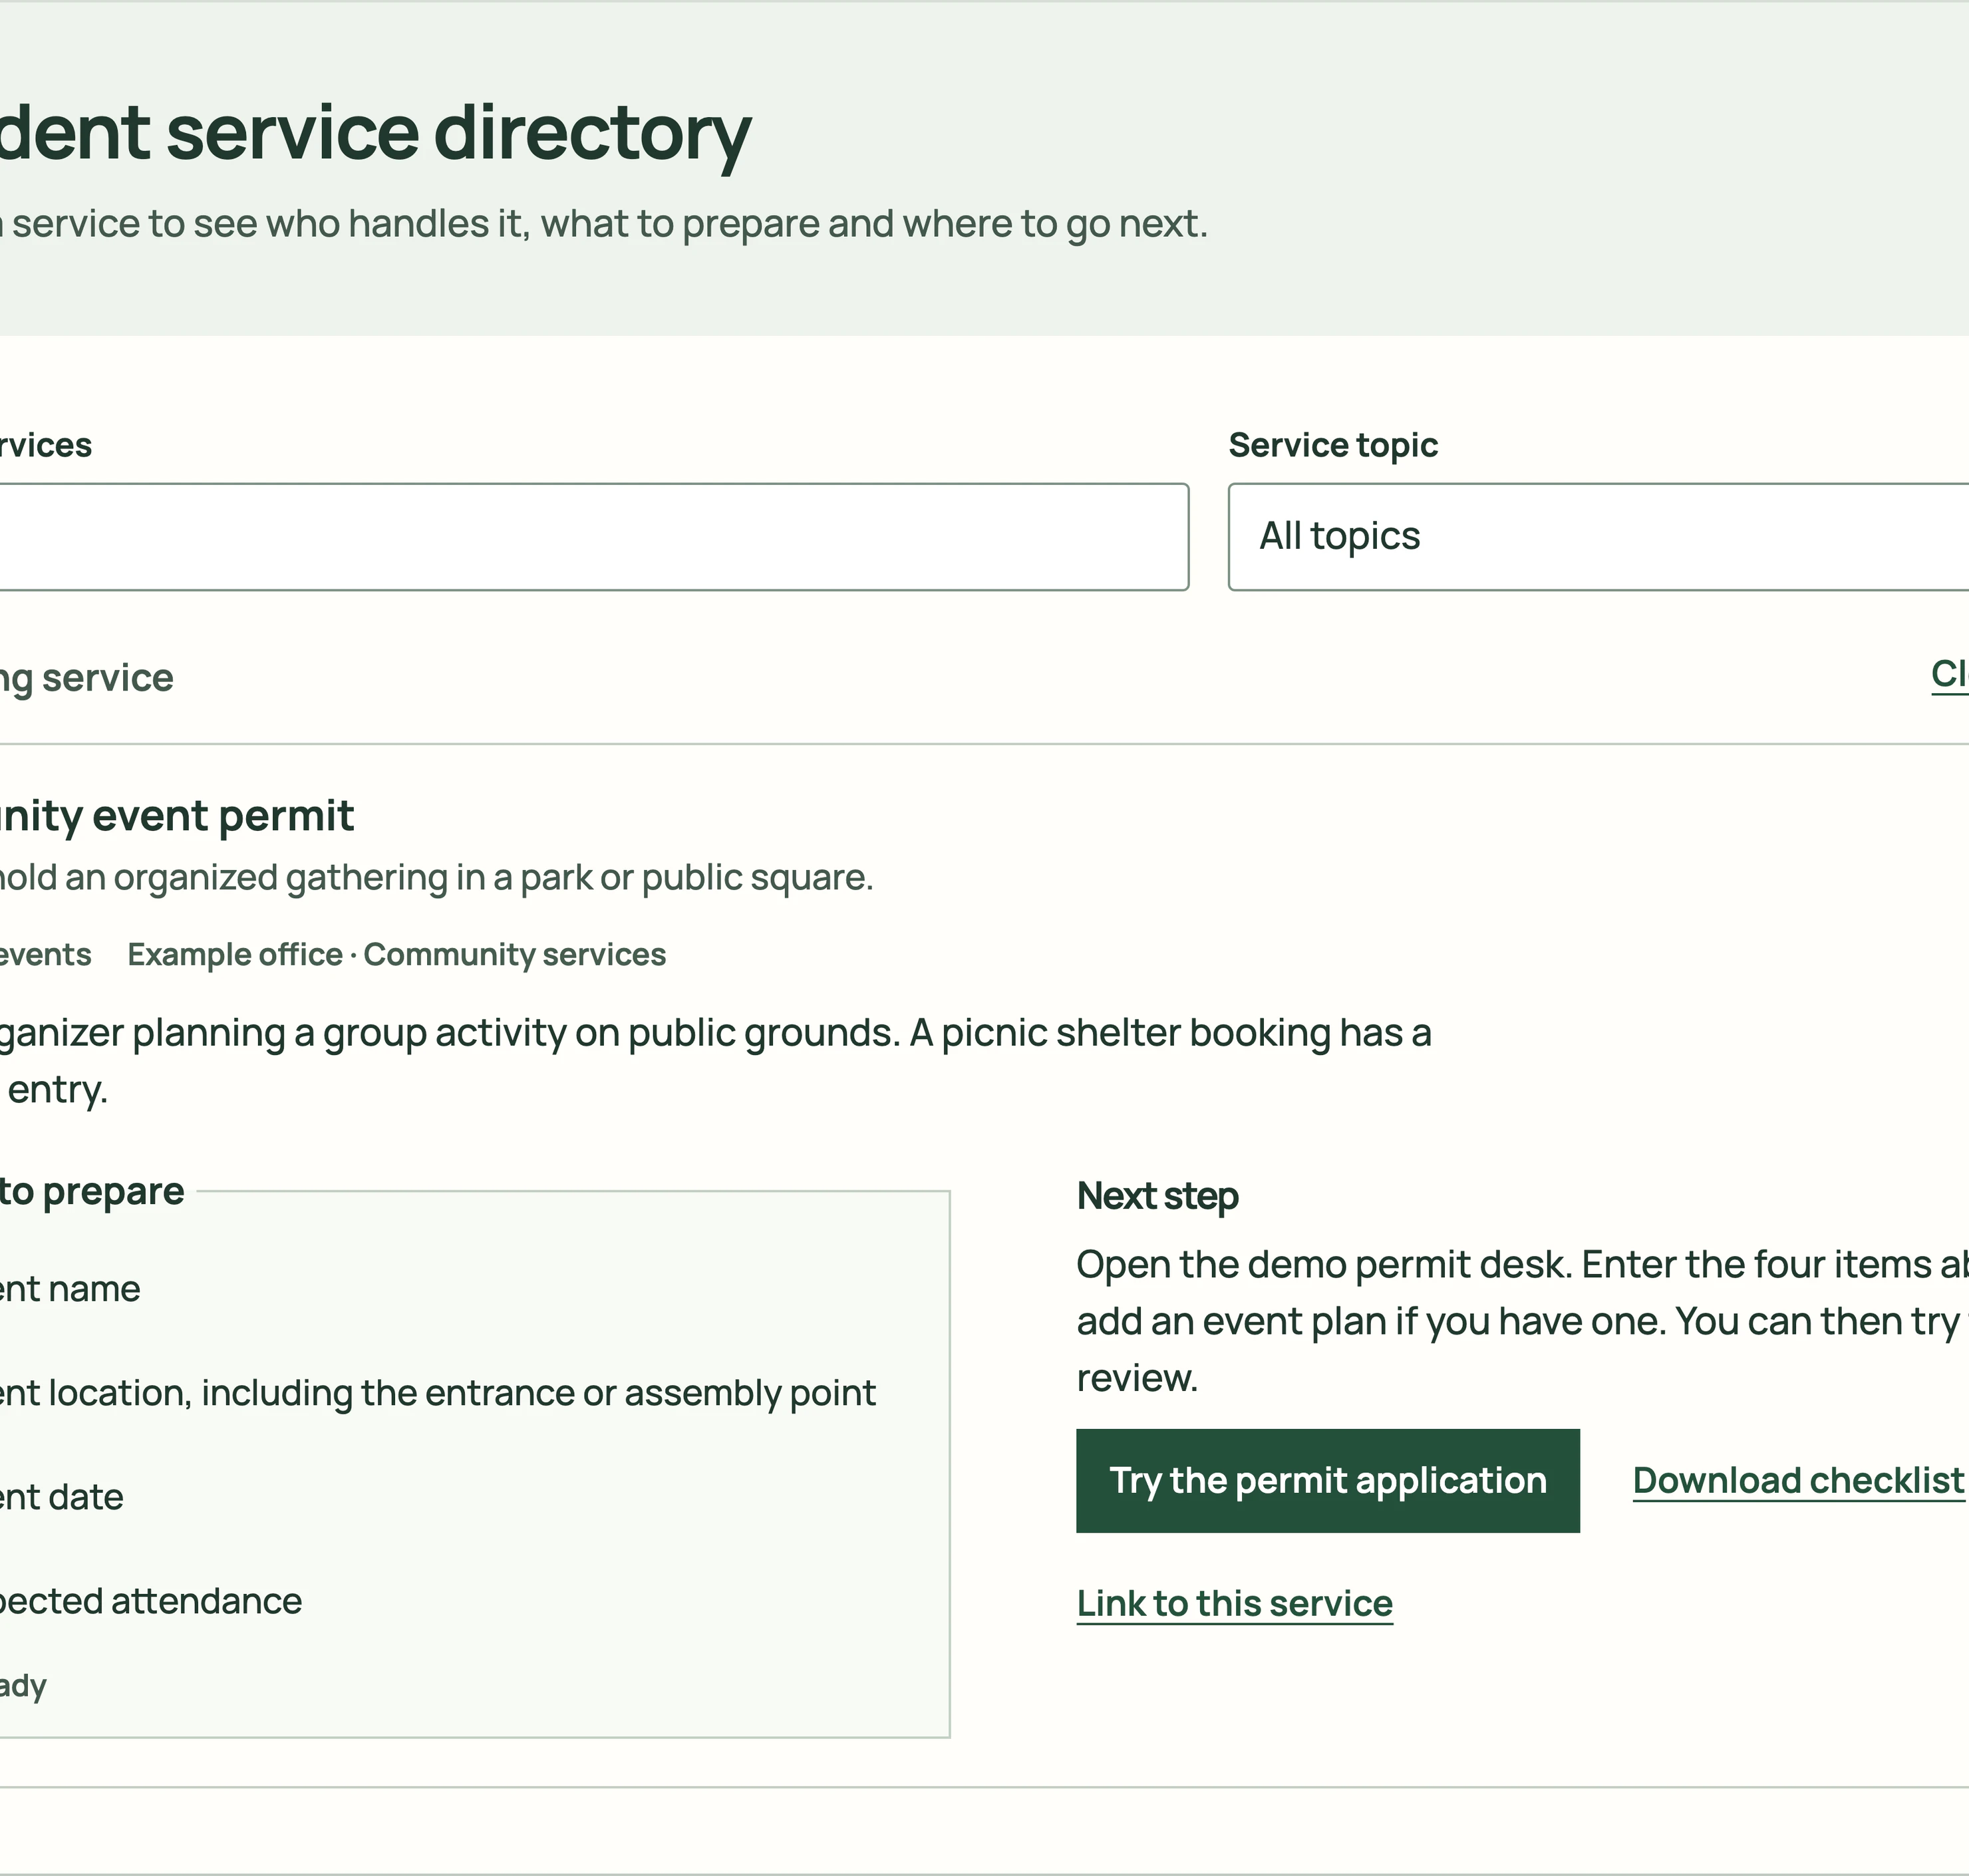 dent service directory
service to see who handles it, what to prepare and where to go next.
rvices
Service topic
All topics
ng service
Cl
unity event permit
hold an organized gathering in a park or public square.
events Example office · Community services
ganizer planning a group activity on public grounds. A picnic shelter booking has a
entry.
to prepare
ent name
ent location, including the entrance or assembly point
ent date
pected attendance
ady
Next step
Open the demo permit desk. Enter the four items ab
add an event plan if you have one. You can then try
review.
Try the permit application
Download checklist
Link to this service